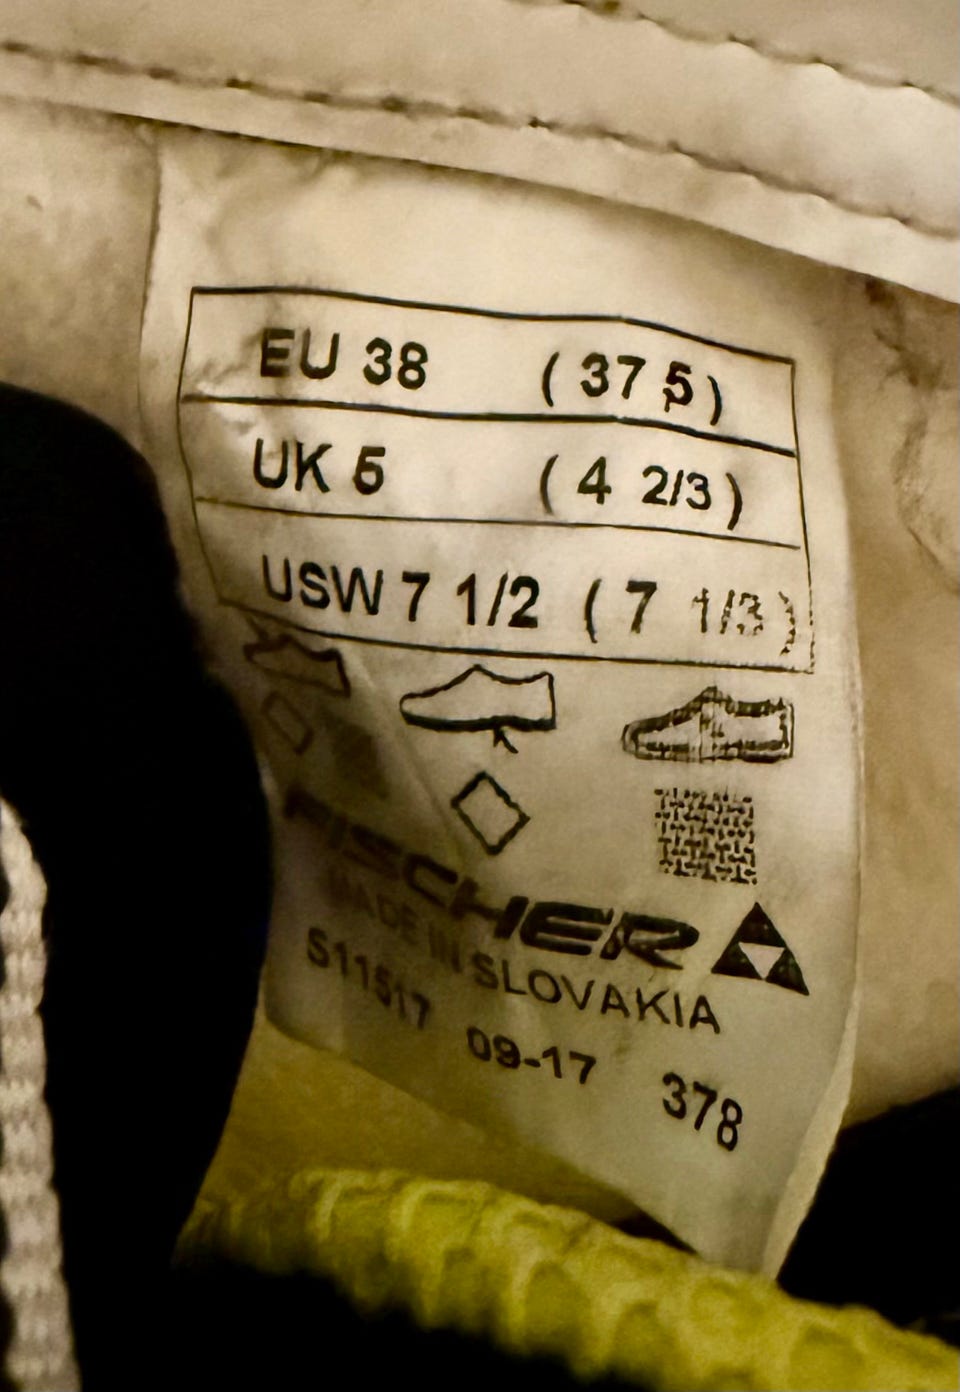 EU 38 (37 5)
UK 5 (4 2/3)
USW 7 1/2 (7 1/3)
FISCHER
MADE IN SLOVAKIA
S11517 09-17 378